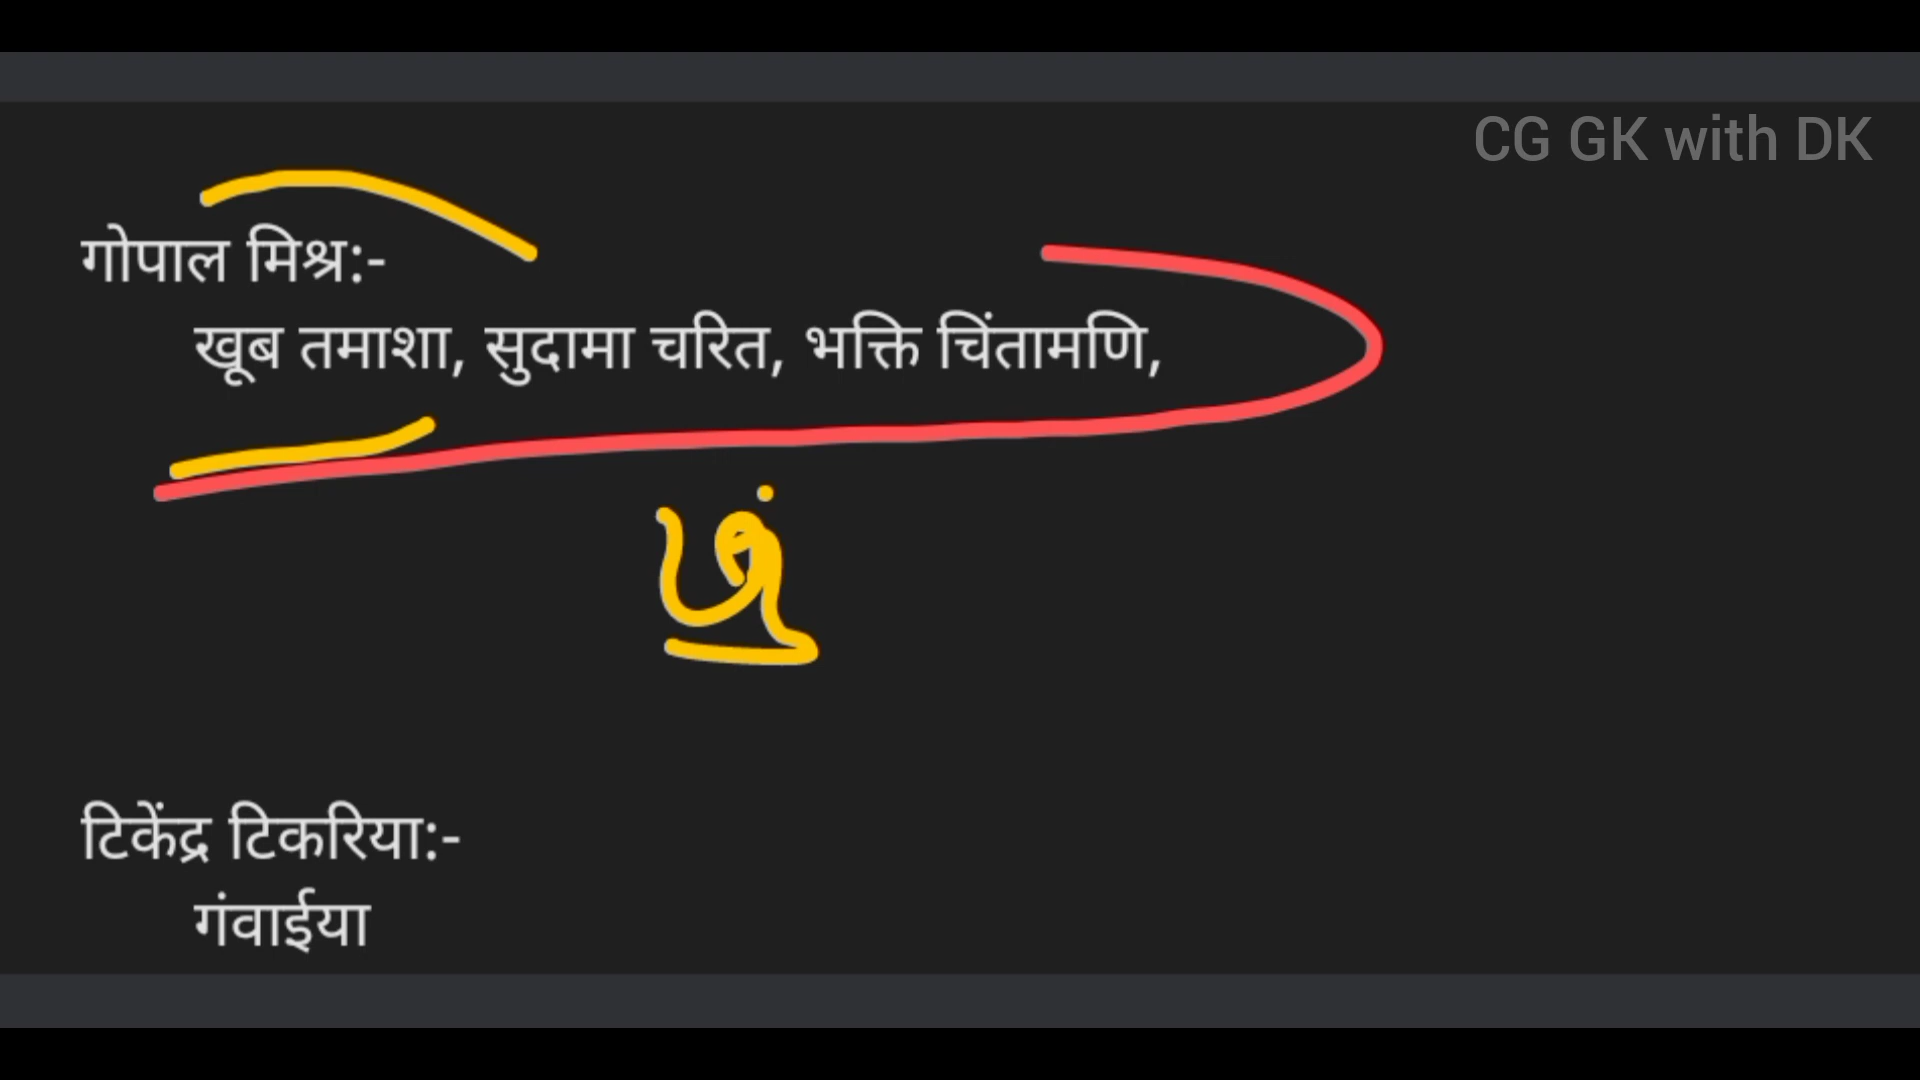 CG GK with DK
गोपाल मिश्र:-
खूब तमाशा, सुदामा चरित, भक्ति चिंतामणि,
टिकेंद्र टिकरिया:-
गंवाईया